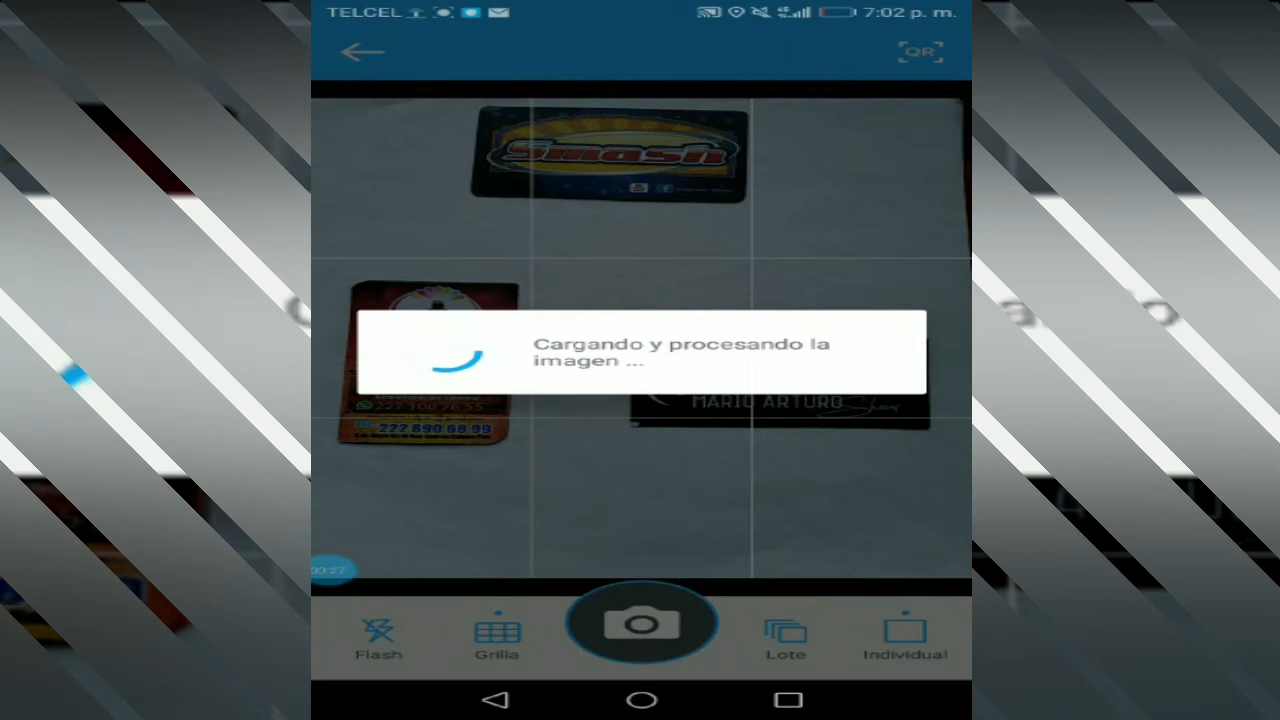 TELCEL 7:02 p. m.
QR
Smash
Cargando y procesando la
imagen ...
MARIO ARTURO
222 890 68 99
00:27
Flash Grilla Lote Individual